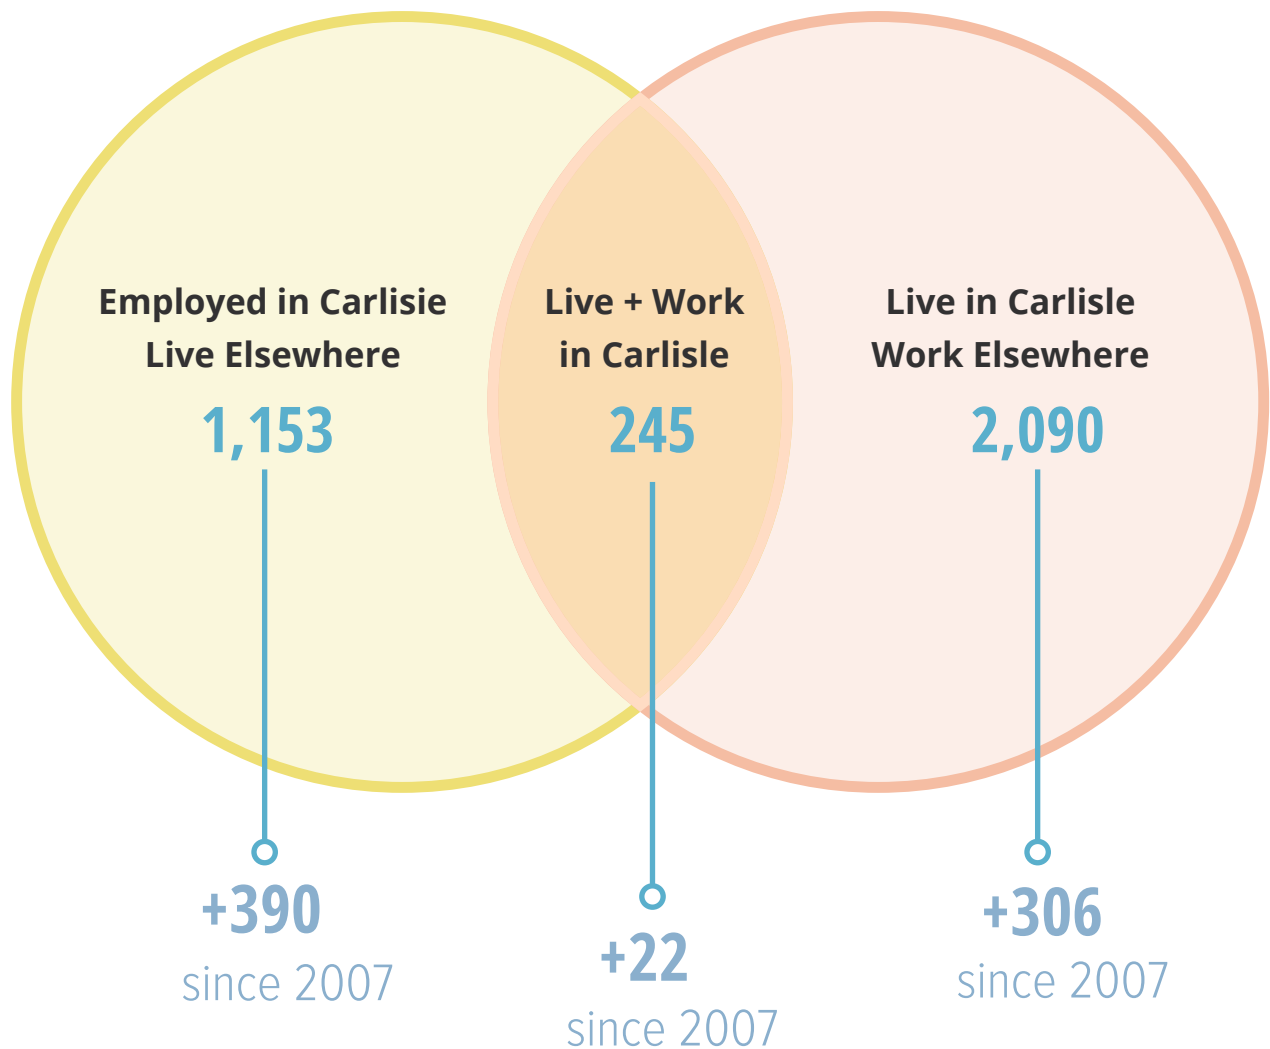 Employed in Carlisie
Live Elsewhere
1,153
Live + Work
in Carlisle
245
Live in Carlisle
Work Elsewhere
2,090
+390
since 2007
+22
since 2007
+306
since 2007